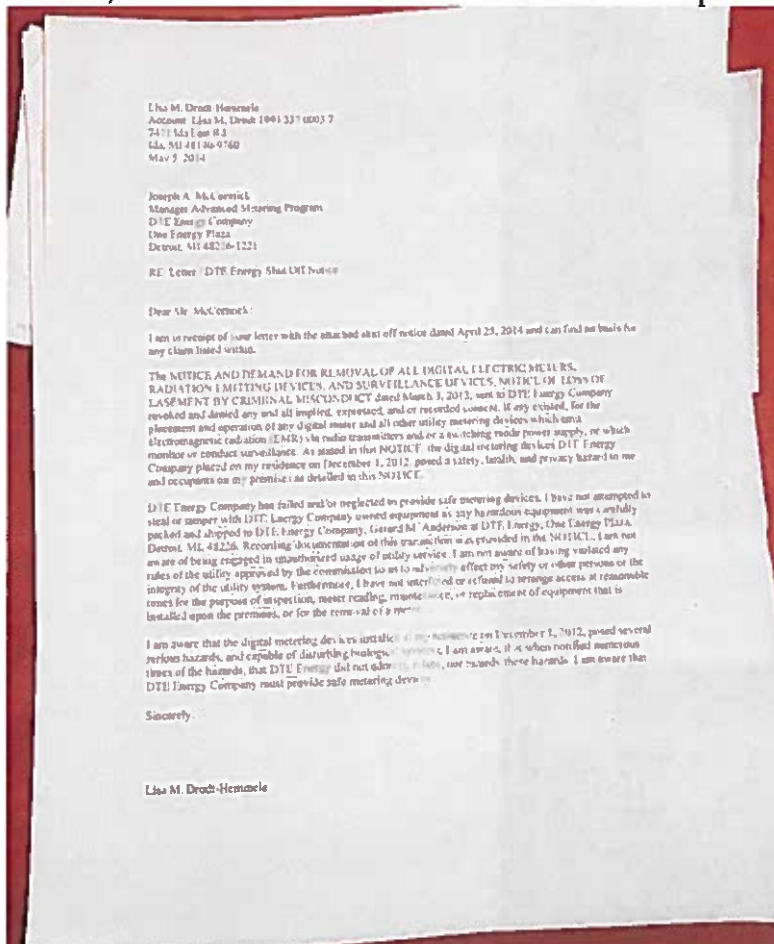 Lisa M. Drodt-Hemmele
Account Lisa M. Drodt
Ida, MI 48140-9760
May 5, 2014
Joseph A. McCormick
Manager Advanced Metering Program
DTE Energy Company
One Energy Plaza
Detroit, MI 48226-1221
RE: Letter / DTE Energy Shut Off Notice
Dear Mr. McCormick:
I am in receipt of your letter with the attached shut off notice dated April 23, 2014 and can find no basis for
any claim listed within.
The NOTICE AND DEMAND FOR REMOVAL OF ALL DIGITAL ELECTRIC METERS,
RADIATION EMITTING DEVICES, AND SURVEILLANCE DEVICES, NOTICE OF LOSS OF
EASEMENT BY CRIMINAL MISCONDUCT dated March 3, 2013, sent to DTE Energy Company
revoked and denied any and all implied, expressed, and or recorded consent, if any existed, for the
placement and operation of any digital meter and all other utility metering devices which emit
electromagnetic radiation (EMR) via radio transmitters and or a switching mode power supply, or which
monitor or conduct surveillance. As stated in that NOTICE, the digital metering devices DTE Energy
Company placed on my residence on December 1, 2012, posed a safety, health, and privacy hazard to me
and occupants on my premises as detailed in this NOTICE.
DTE Energy Company has failed and/or neglected to provide safe metering devices. I have not attempted to
steal or tamper with DTE Energy Company owned equipment as any hazardous equipment was carefully
packed and shipped to DTE Energy Company, Gerard M. Anderson at DTE Energy, One Energy Plaza,
Detroit, MI, 48226. Recording documentation of this transaction was provided in the NOTICE. I am not
aware of being engaged in unauthorized usage of utility service. I am not aware of having violated any
rules of the utility approved by the commission so as to adversely affect my safety or other persons or the
integrity of the utility system. Furthermore, I have not interfered or refused to arrange access at reasonable
times for the purpose of inspection, meter reading, maintenance, or replacement of equipment that is
installed upon the premises, or for the removal of a meter
I am aware that the digital metering devices installed my residence on December 1, 2012, posed several
serious hazards, and capable of disturbing biological I am aware, that when notified numerous
times of the hazards, that DTE Energy did not nor these hazards. I am aware that
DTE Energy Company must provide safe metering
Sincerely
Lisa M. Drodt-Hemmele